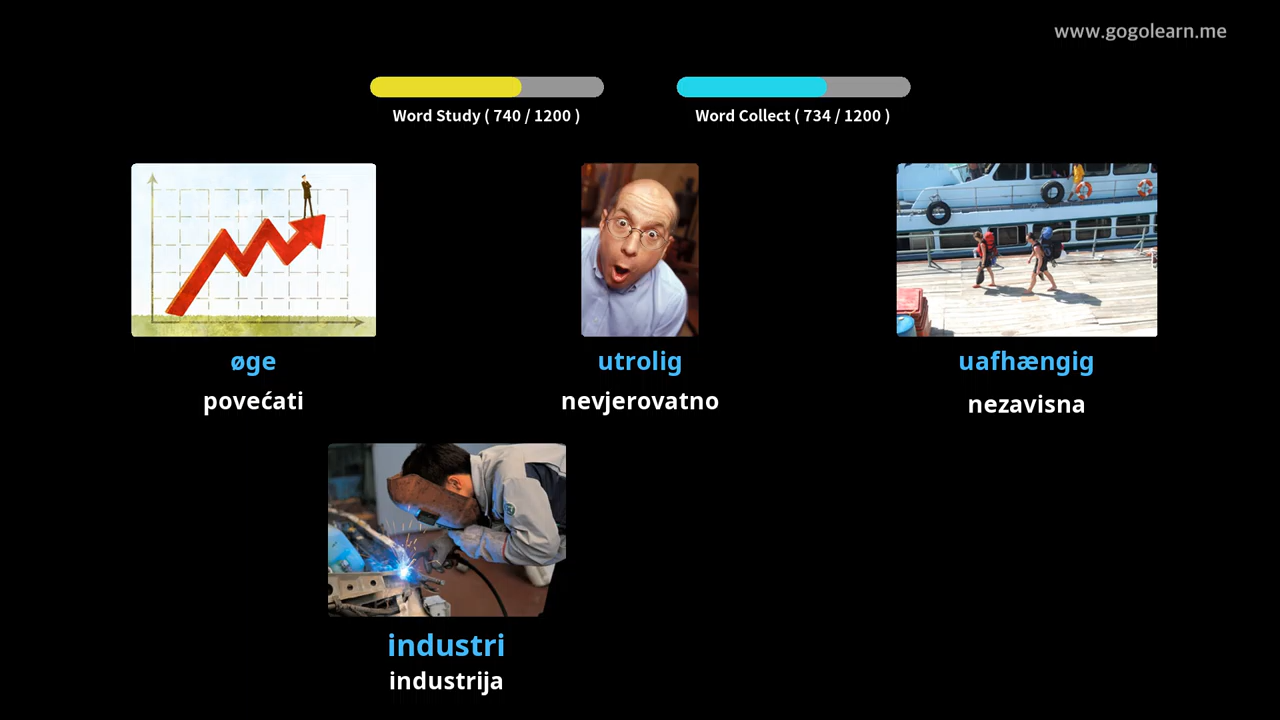 www.gogolearn.me
Word Study ( 740 / 1200 )
Word Collect ( 734 / 1200 )
øge
povećati
utrolig
nevjerovatno
uafhængig
nezavisna
industri
industrija